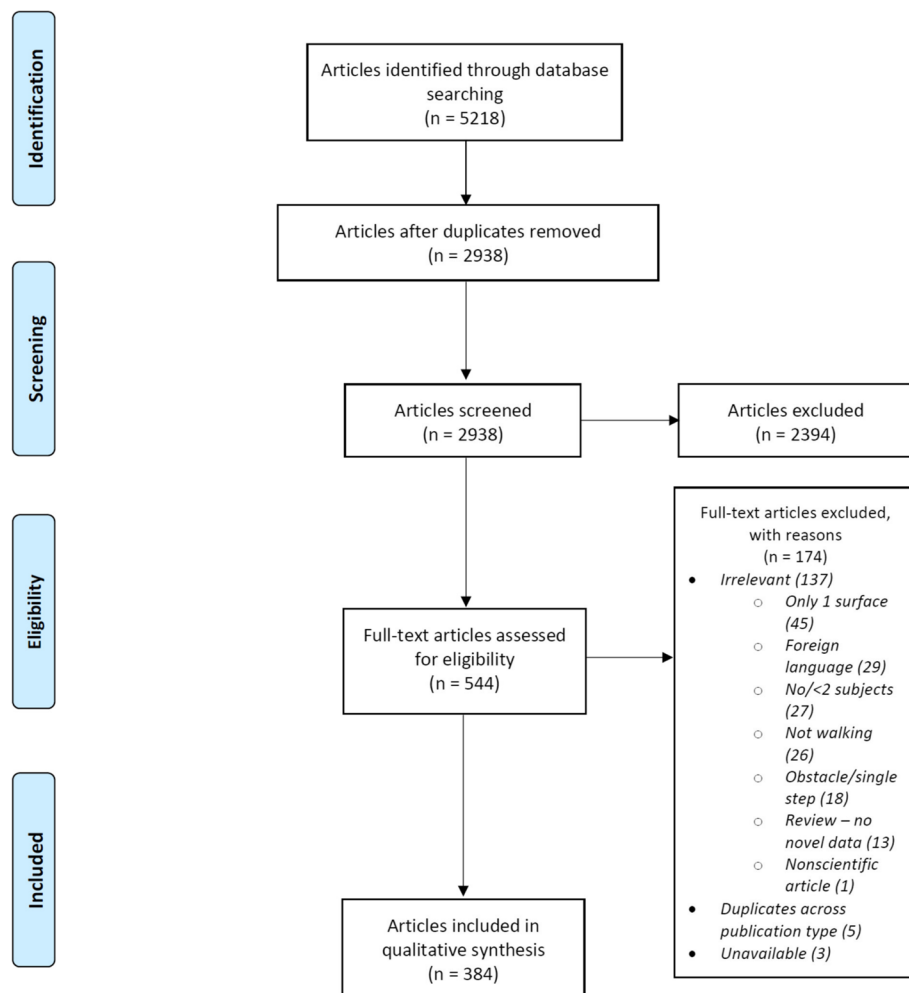 Identification
Articles identified through database
searching
(n = 5218)
Articles after duplicates removed
(n = 2938)
Screening
Articles screened
(n = 2938)
Articles excluded
(n = 2394)
Eligibility
Full-text articles assessed
for eligibility
(n = 544)
Full-text articles excluded,
with reasons
(n = 174)
• Irrelevant (137)
○ Only 1 surface
(45)
○ Foreign
language (29)
○ No/<2 subjects
(27)
○ Not walking
(26)
○ Obstacle/single
step (18)
○ Review – no
novel data (13)
○ Nonscientific
article (1)
• Duplicates across
publication type (5)
• Unavailable (3)
Included
Articles included in
qualitative synthesis
(n = 384)